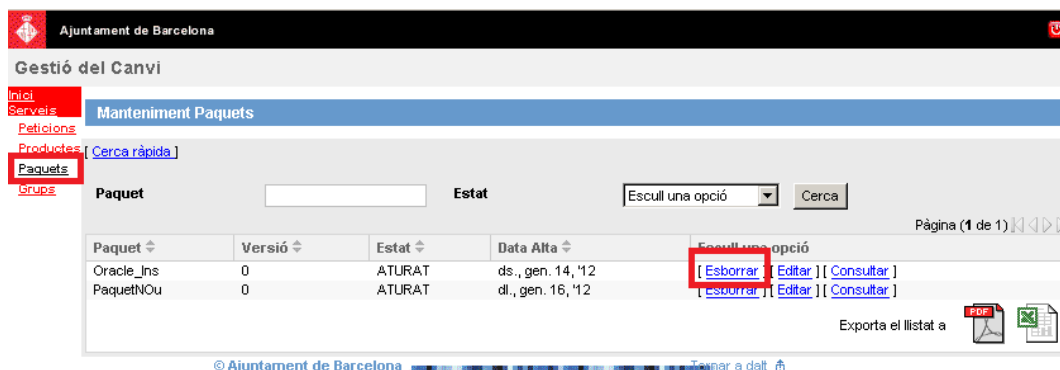 Ajuntament de Barcelona
Gestió del Canvi
Inici
Serveis
Peticions
Productes
Paquets
Grups
Manteniment Paquets
[ Cerca ràpida ]
Paquet Estat Escull una opció Cerca
Pàgina (1 de 1)
Paquet Versió Estat Data Alta Escull una opció
Oracle_Ins 0 ATURAT ds., gen. 14, '12 [ Esborrar ] [ Editar ] [ Consultar ]
PaquetNOu 0 ATURAT dl., gen. 16, '12 [ Esborrar ] [ Editar ] [ Consultar ]
Exporta el llistat a PDF
© Ajuntament de Barcelona Tornar a dalt